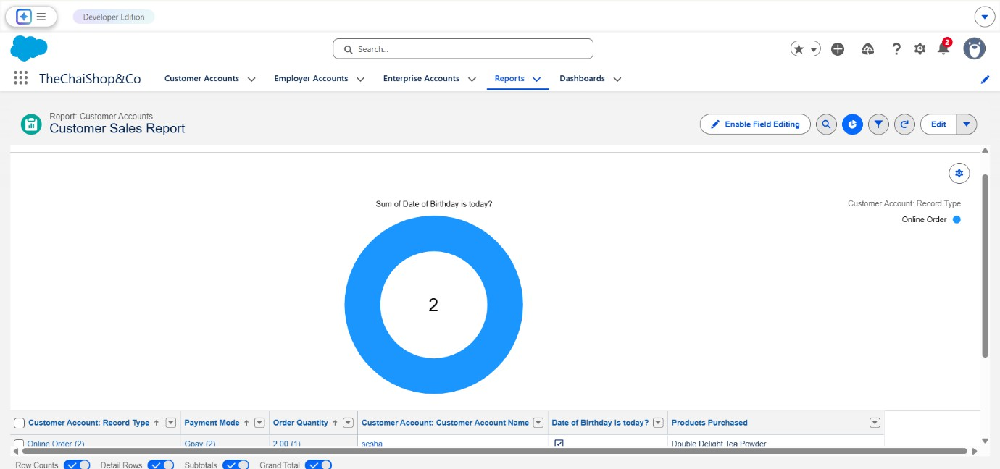 Developer Edition
Search...
2
TheChaiShop&Co
Customer Accounts
Employer Accounts
Enterprise Accounts
Reports
Dashboards
Report: Customer Accounts
Customer Sales Report
Enable Field Editing
Edit
Sum of Date of Birthday is today?
Customer Account: Record Type
Online Order
2
Customer Account: Record Type ↑ Payment Mode ↑ Order Quantity ↑ Customer Account: Customer Account Name Date of Birthday is today? Products Purchased
Online Order (2) Gpay (2) 2.00 (1) sesha Double Delight Tea Powder
Row Counts Detail Rows Subtotals Grand Total